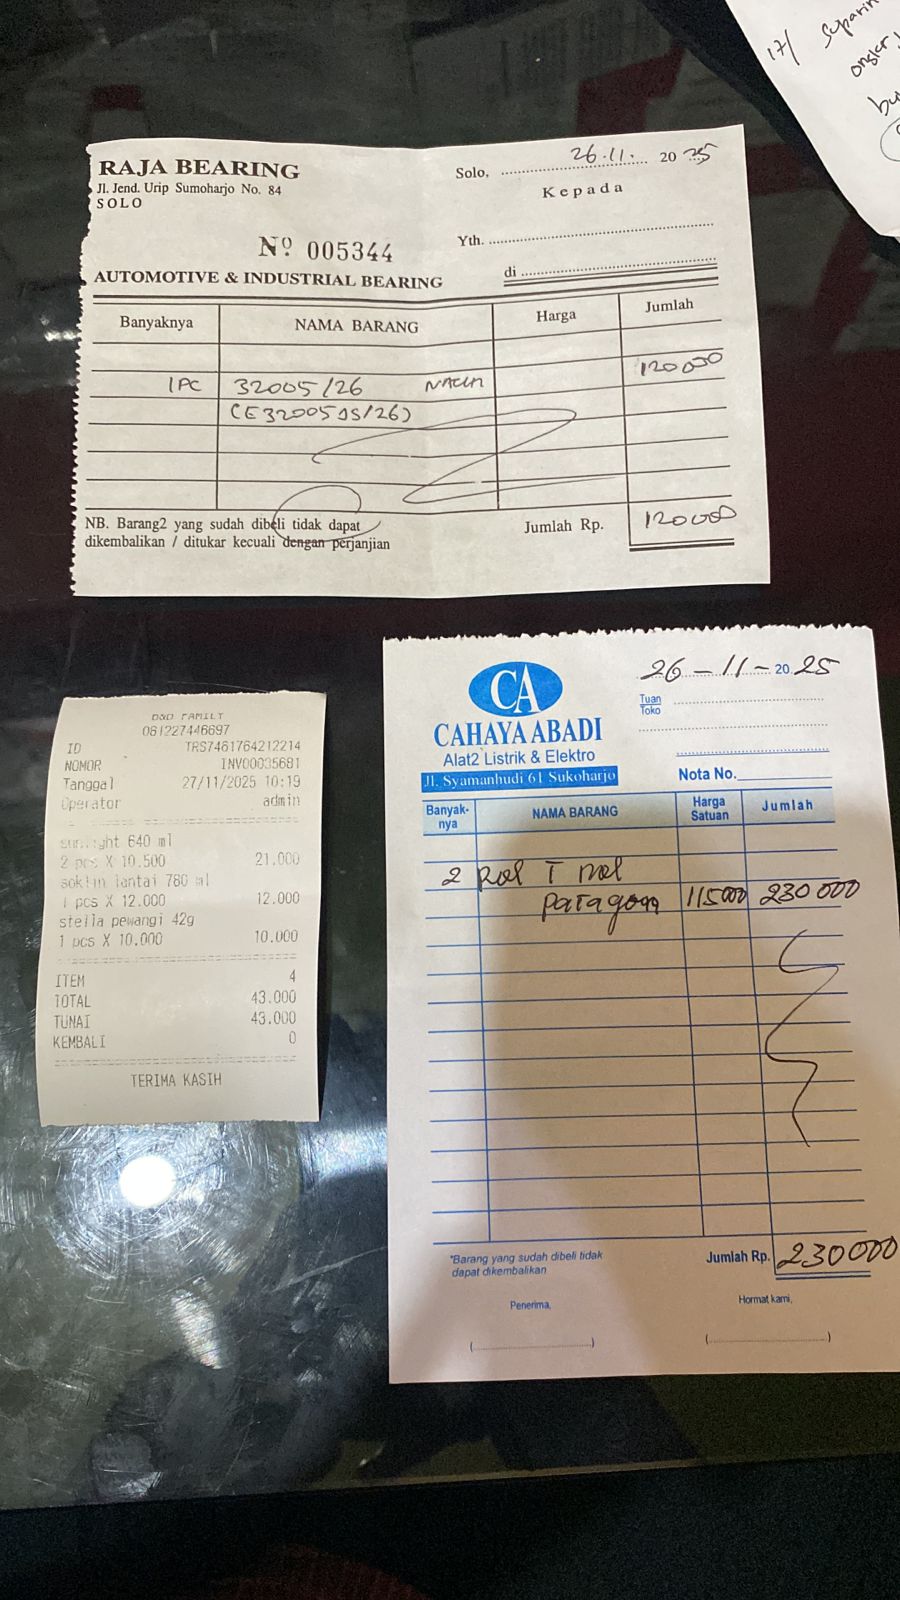 17/
RAJA BEARING
Jl. Jend. Urip Sumoharjo No. 84
SOLO
Solo, 26.11. 2025
Kepada
Yth.
di
Nº 005344
AUTOMOTIVE & INDUSTRIAL BEARING
Banyaknya NAMA BARANG Harga Jumlah
1PC 32005/26 NACHI 120000
(E32005JS/26)
NB. Barang2 yang sudah dibeli tidak dapat
dikembalikan / ditukar kecuali dengan perjanjian
Jumlah Rp. 120000
D&D FAMILY
081227446697
ID TRS7461764212214
NOMOR INV00035681
Tanggal 27/11/2025 10:19
Operator admin
sunlight 640 ml
2 pcs X 10.500 21.000
soklin lantai 780 ml
1 pcs X 12.000 12.000
stella pewangi 42g
1 pcs X 10.000 10.000
ITEM 4
TOTAL 43.000
TUNAI 43.000
KEMBALI 0
TERIMA KASIH
CA
CAHAYA ABADI
Alat2 Listrik & Elektro
Jl. Syamanhudi 61 Sukoharjo
26-11-2025
Tuan
Toko
Nota No.
Banyak-
nya
NAMA BARANG
Harga
Satuan
Jumlah
2 Rol T
Paragon 115000 230000
*Barang yang sudah dibeli tidak
dapat dikembalikan
Jumlah Rp. 230000
Penerima,
Hormat kami,